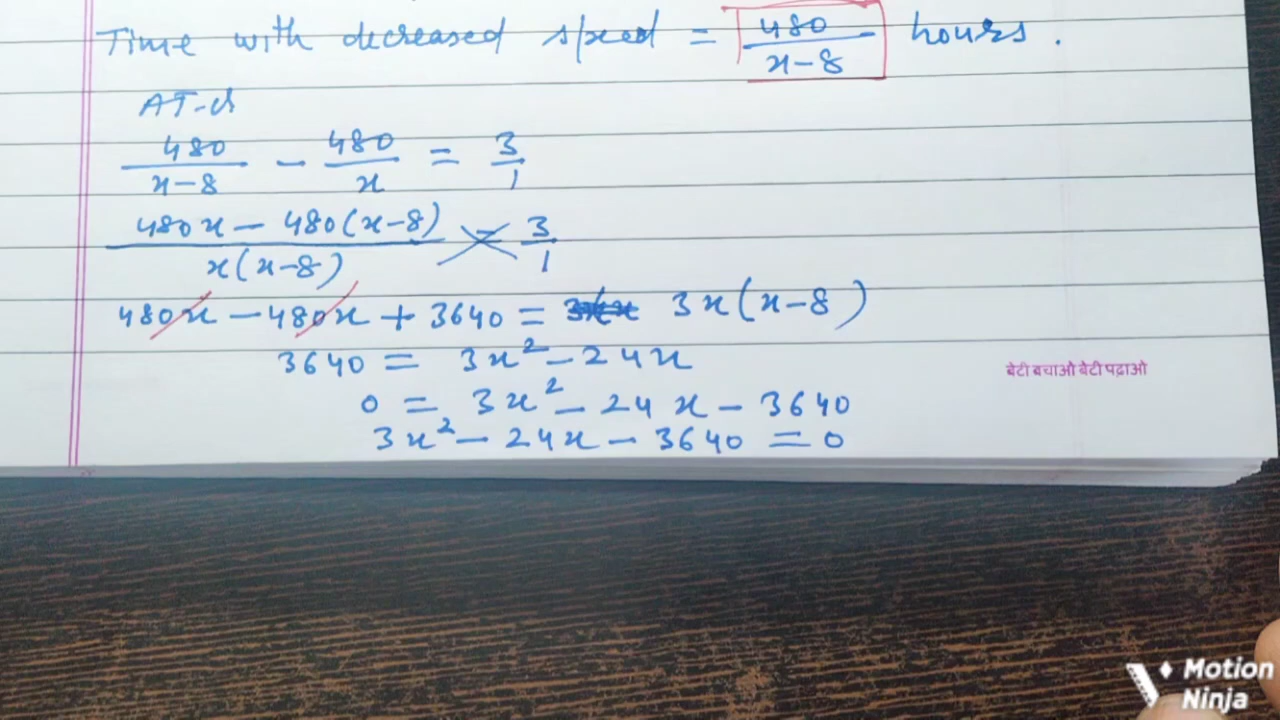 Time with decreased speed = 480/(x-8) hours.
AT-Q
480/(x-8) - 480/x = 3/1
(480x - 480(x-8))/(x(x-8)) = 3/1
480x - 480x + 3640 = 3x(x-8)
3640 = 3x² - 24x
0 = 3x² - 24x - 3640
3x² - 24x - 3640 = 0
बेटी बचाओ बेटी पढ़ाओ
Motion
Ninja